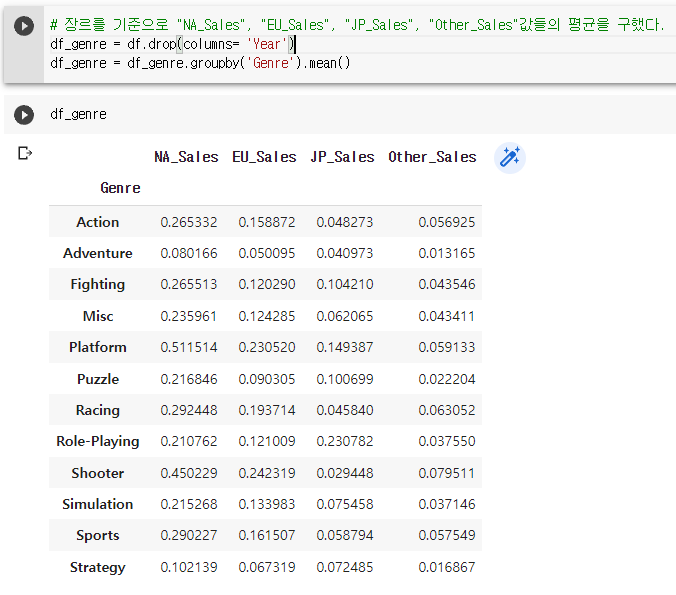 # 장르를 기준으로 "NA_Sales", "EU_Sales", "JP_Sales", "Other_Sales"값들의 평균을 구했다.
df_genre = df.drop(columns= 'Year')
df_genre = df_genre.groupby('Genre').mean()
df_genre
NA_Sales EU_Sales JP_Sales Other_Sales
Genre
Action 0.265332 0.158872 0.048273 0.056925
Adventure 0.080166 0.050095 0.040973 0.013165
Fighting 0.265513 0.120290 0.104210 0.043546
Misc 0.235961 0.124285 0.062065 0.043411
Platform 0.511514 0.230520 0.149387 0.059133
Puzzle 0.216846 0.090305 0.100699 0.022204
Racing 0.292448 0.193714 0.045840 0.063052
Role-Playing 0.210762 0.121009 0.230782 0.037550
Shooter 0.450229 0.242319 0.029448 0.079511
Simulation 0.215268 0.133983 0.075458 0.037146
Sports 0.290227 0.161507 0.058794 0.057549
Strategy 0.102139 0.067319 0.072485 0.016867